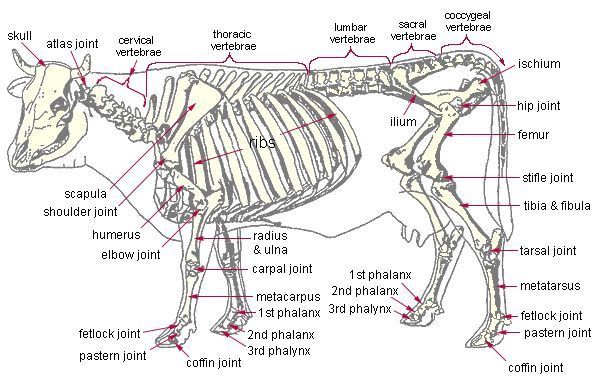 skull
atlas joint
cervical
vertebrae
thoracic
vertebrae
lumbar
vertebrae
sacral
vertebrae
coccygeal
vertebrae
ischium
hip joint
ilium
femur
ribs
scapula
shoulder joint
humerus
elbow joint
stifle joint
tibia & fibula
radius
& ulna
carpal joint
tarsal joint
metacarpus
metatarsus
1st phalanx
2nd phalanx
3rd phalynx
1st phalanx
2nd phalanx
3rd phalynx
fetlock joint
pastern joint
coffin joint
fetlock joint
pastern joint
coffin joint